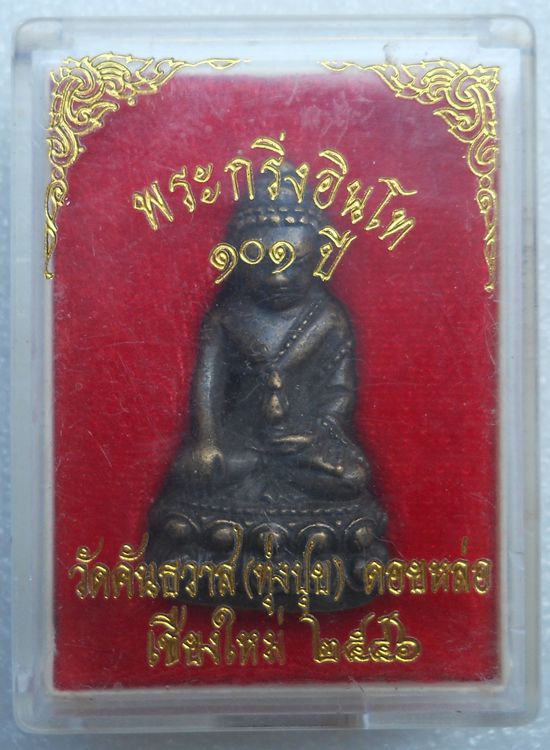 พระกริ่งอินโท
๑๐๑ ปี
วัดคันธวาส (ทุ่งปุย) ดอยหล่อ
เชียงใหม่ ๒๕๔๖